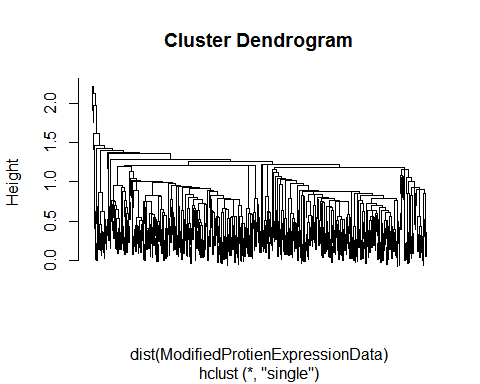 Cluster Dendrogram
Height
2.0
1.5
1.0
0.5
0.0
dist(ModifiedProtienExpressionData)
hclust (*, "single")